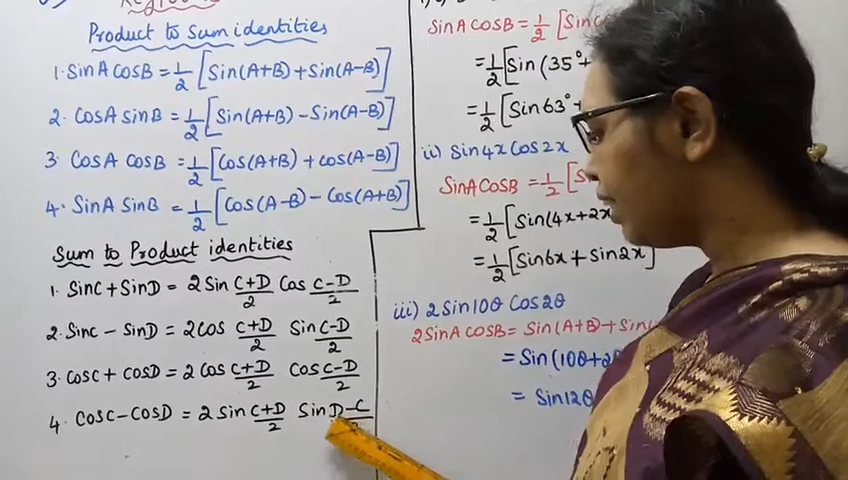 Product to sum identities
1. SinA cosB = 1/2 [Sin(A+B) + Sin(A-B)]
2. CosA sinB = 1/2 [Sin(A+B) - Sin(A-B)]
3. CosA cosB = 1/2 [Cos(A+B) + cos(A-B)]
4. SinA sinB = 1/2 [Cos(A-B) - Cos(A+B)]
Sum to Product identities
1. SinC + SinD = 2 Sin C+D/2 Cos C-D/2
2. SinC - SinD = 2 cos C+D/2 Sin C-D/2
3. CosC + cosD = 2 Cos C+D/2 Cos C-D/2
4. CosC - CosD = 2 Sin C+D/2 Sin D-C
SinA cosB = 1/2 [Sin
= 1/2 [Sin (35°
= 1/2 [Sin 63°
ii) Sin4x Cos2x
SinA CosB = 1/2 [
= 1/2 [Sin(4x+2x
= 1/2 [Sin6x + Sin2x]
iii) 2 Sin10θ Cos2θ
2 SinA CosB = Sin(A+B) + Sin
= Sin(10θ+2θ
= Sin12θ